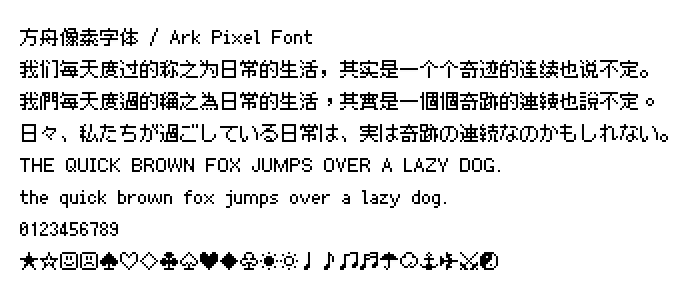 方舟像素字体 / Ark Pixel Font
我们每天度过的称之为日常的生活，其实是一个个奇迹的连续也说不定。
我們每天度過的稱之為日常的生活，其實是一個個奇跡的連續也說不定。
日々、私たちが過ごしている日常は、実は奇跡の連続なのかもしれない。
THE QUICK BROWN FOX JUMPS OVER A LAZY DOG.
the quick brown fox jumps over a lazy dog.
0123456789
★☆☺☹♠♡♢♣♤♥♦♧☀☼♩♪♫♬☂☁⚓✈⚔☯